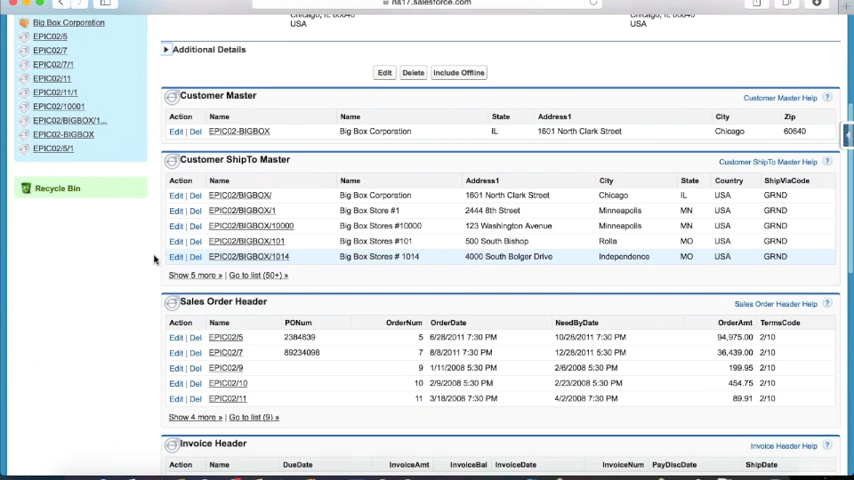 na17.salesforce.com
Chicago, IL 60640
USA
USA
Big Box Corporation
EPIC02/5
EPIC02/7
EPIC02/7/1
EPIC02/11
EPIC02/11/1
EPIC02/10001
EPIC02/BIGBOX/1...
EPIC02-BIGBOX
EPIC02/5/1
Recycle Bin
Additional Details
Edit Delete Include Offline
Customer Master Customer Master Help ?
Action Name Name State Address1 City Zip
Edit | Del EPIC02-BIGBOX Big Box Corporation IL 1601 North Clark Street Chicago 60640
Customer ShipTo Master Customer ShipTo Master Help ?
Action Name Name Address1 City State Country ShipViaCode
Edit | Del EPIC02/BIGBOX/ Big Box Corporation 1601 North Clark Street Chicago IL USA GRND
Edit | Del EPIC02/BIGBOX/1 Big Box Store #1 2444 8th Street Minneapolis MN USA GRND
Edit | Del EPIC02/BIGBOX/10000 Big Box Stores #10000 123 Washington Avenue Minneapolis MN USA GRND
Edit | Del EPIC02/BIGBOX/101 Big Box Stores #101 500 South Bishop Rolla MO USA GRND
Edit | Del EPIC02/BIGBOX/1014 Big Box Stores # 1014 4000 South Bolger Drive Independence MO USA GRND
Show 5 more » | Go to list (50+) »
Sales Order Header Sales Order Header Help ?
Action Name PONum OrderNum OrderDate NeedByDate OrderAmt TermsCode
Edit | Del EPIC02/5 2384839 5 6/28/2011 7:30 PM 10/28/2011 7:30 PM 94,975.00 2/10
Edit | Del EPIC02/7 89234098 7 8/8/2011 7:30 PM 12/28/2011 5:30 PM 36,439.00 2/10
Edit | Del EPIC02/9 9 1/11/2008 5:30 PM 2/6/2008 5:30 PM 199.95 2/10
Edit | Del EPIC02/10 10 2/9/2008 5:30 PM 2/23/2008 5:30 PM 454.75 2/10
Edit | Del EPIC02/11 11 3/18/2008 7:30 PM 4/2/2008 7:30 PM 89.91 2/10
Show 4 more » | Go to list (9) »
Invoice Header Invoice Header Help ?
Action Name DueDate InvoiceAmt InvoiceBal InvoiceDate InvoiceNum PayDiscDate ShipDate